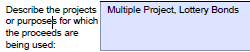 Describe the projects
or purposes for which
the proceeds are
being used:
Multiple Project, Lottery Bonds